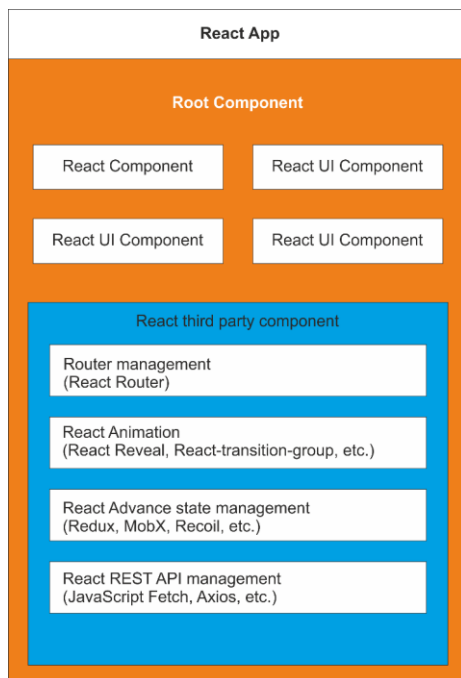 React App
Root Component
React Component
React UI Component
React UI Component
React UI Component
React third party component
Router management
(React Router)
React Animation
(React Reveal, React-transition-group, etc.)
React Advance state management
(Redux, MobX, Recoil, etc.)
React REST API management
(JavaScript Fetch, Axios, etc.)